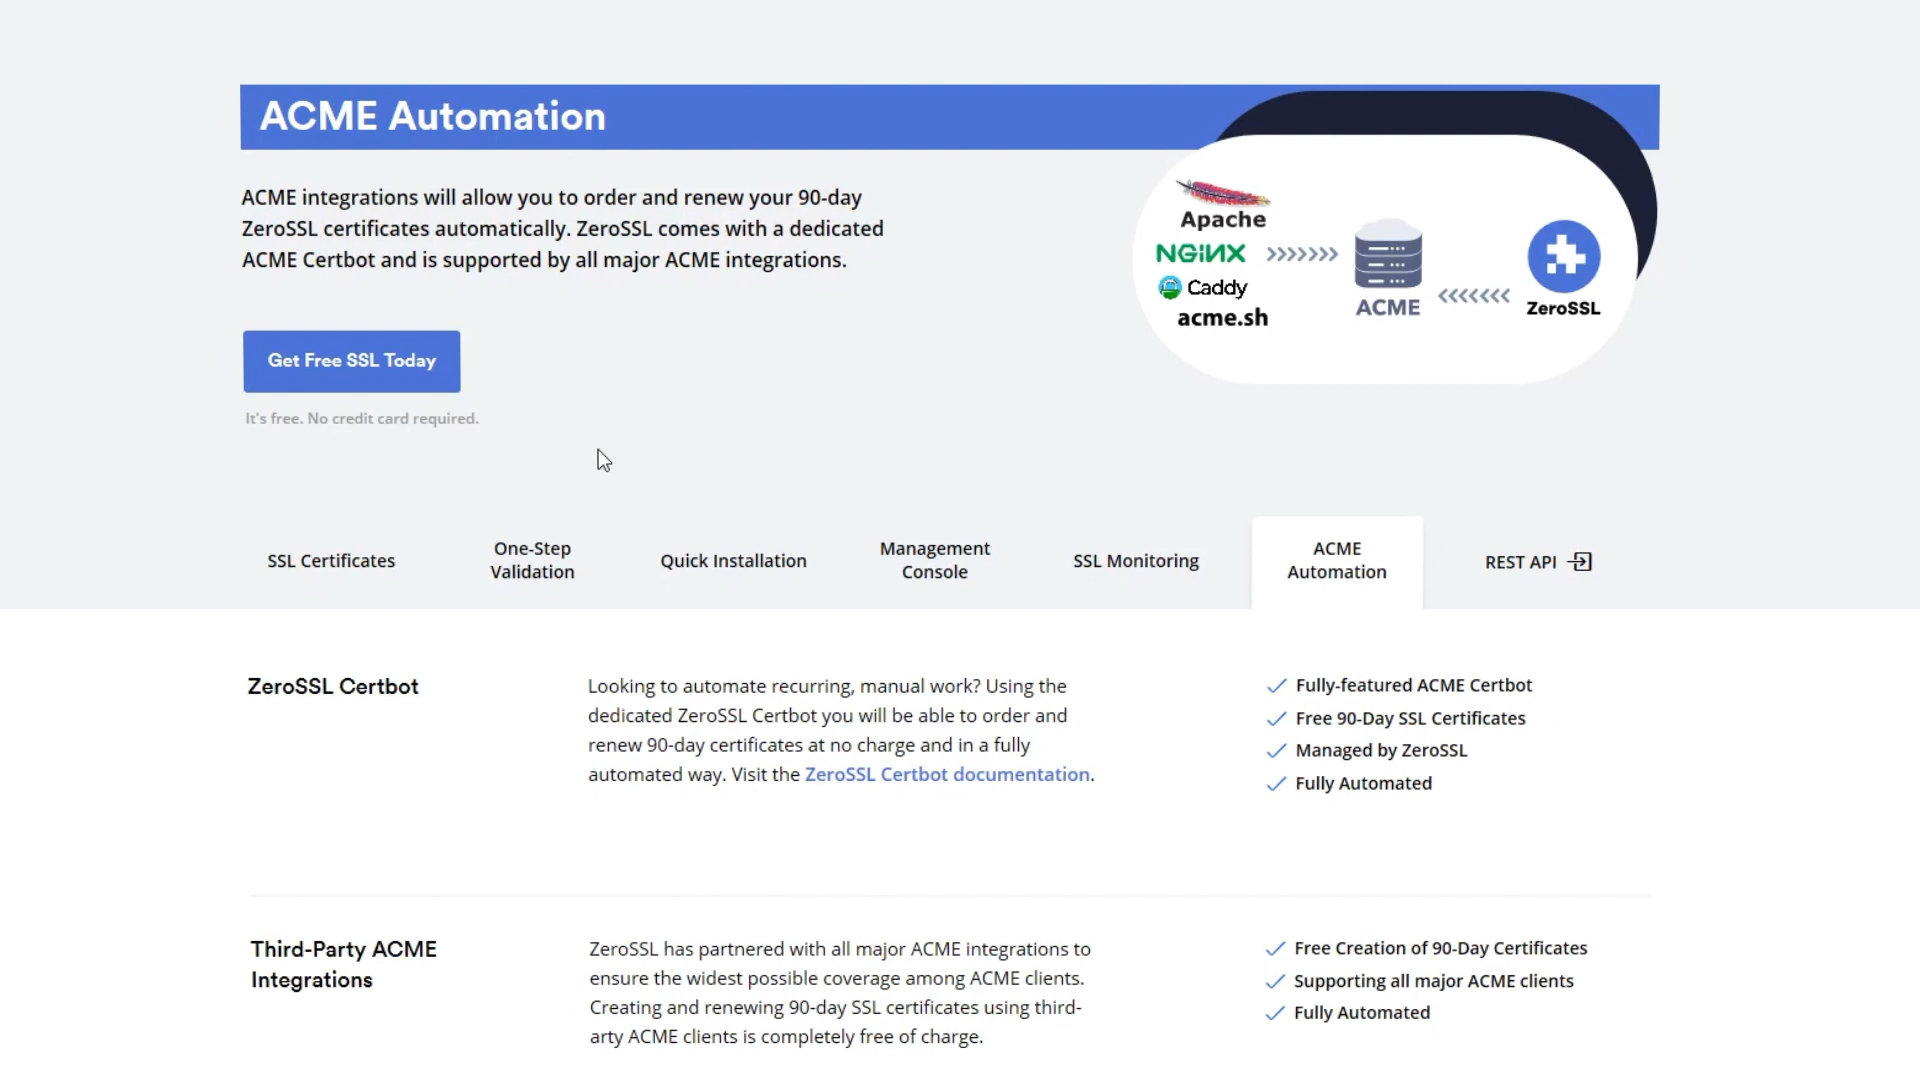 ACME Automation
ACME integrations will allow you to order and renew your 90-day
ZeroSSL certificates automatically. ZeroSSL comes with a dedicated
ACME Certbot and is supported by all major ACME integrations.
Get Free SSL Today
It's free. No credit card required.
Apache
NGiNX
Caddy
acme.sh
ACME
ZeroSSL
SSL Certificates
One-Step
Validation
Quick Installation
Management
Console
SSL Monitoring
ACME
Automation
REST API
ZeroSSL Certbot
Looking to automate recurring, manual work? Using the
dedicated ZeroSSL Certbot you will be able to order and
renew 90-day certificates at no charge and in a fully
automated way. Visit the ZeroSSL Certbot documentation.
Fully-featured ACME Certbot
Free 90-Day SSL Certificates
Managed by ZeroSSL
Fully Automated
Third-Party ACME
Integrations
ZeroSSL has partnered with all major ACME integrations to
ensure the widest possible coverage among ACME clients.
Creating and renewing 90-day SSL certificates using third-
arty ACME clients is completely free of charge.
Free Creation of 90-Day Certificates
Supporting all major ACME clients
Fully Automated